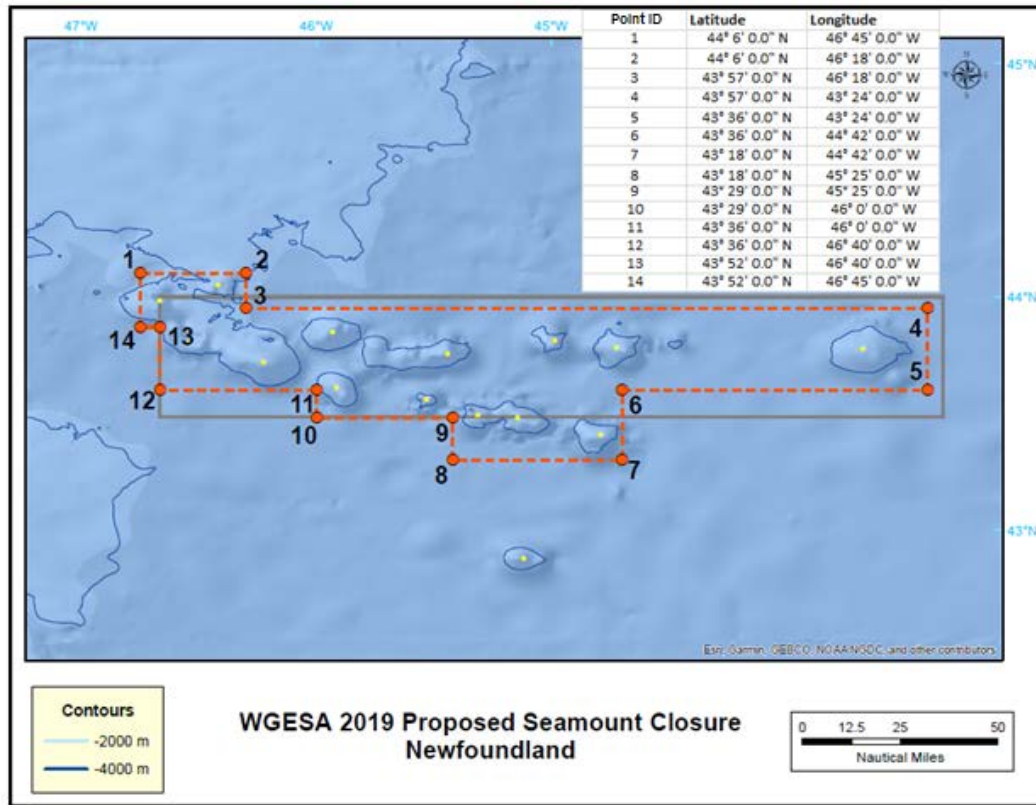 47°W 46°W 45°W
Point ID Latitude Longitude
1 44° 6' 0.0" N 46° 45' 0.0" W
2 44° 6' 0.0" N 46° 18' 0.0" W
3 43° 57' 0.0" N 46° 18' 0.0" W
4 43° 57' 0.0" N 43° 24' 0.0" W
5 43° 36' 0.0" N 43° 24' 0.0" W
6 43° 36' 0.0" N 44° 42' 0.0" W
7 43° 18' 0.0" N 44° 42' 0.0" W
8 43° 18' 0.0" N 45° 25' 0.0" W
9 43° 29' 0.0" N 45° 25' 0.0" W
10 43° 29' 0.0" N 46° 0' 0.0" W
11 43° 36' 0.0" N 46° 0' 0.0" W
12 43° 36' 0.0" N 46° 40' 0.0" W
13 43° 52' 0.0" N 46° 40' 0.0" W
14 43° 52' 0.0" N 46° 45' 0.0" W
45°N
1 2
3
44°N
4
14 13
5
12 11 6
10 9
8 7
43°N
Esri, Garmin, GEBCO, NOAA NGDC, and other contributors
Contours
-2000 m
-4000 m
WGESA 2019 Proposed Seamount Closure
Newfoundland
0 12.5 25 50
Nautical Miles